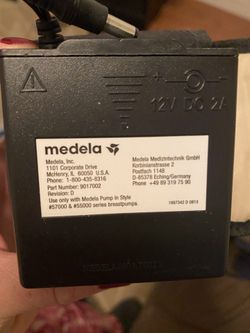 12V DC 2A
medela
Medela, Inc.
1101 Corporate Drive
McHenry, IL 60050 U.S.A.
Phone: 1-800-435-8316
Part Number: 9017002
Revision: D
Use only with Medela Pump In Style
#57000 & #55000 series breastpumps.
Medela Medizintechnik GmbH
Korbinianstrasse 2
Postfach 1148
D-85378 Eching/Germany
Phone +49 89 319 75 90
1997342 D 0814